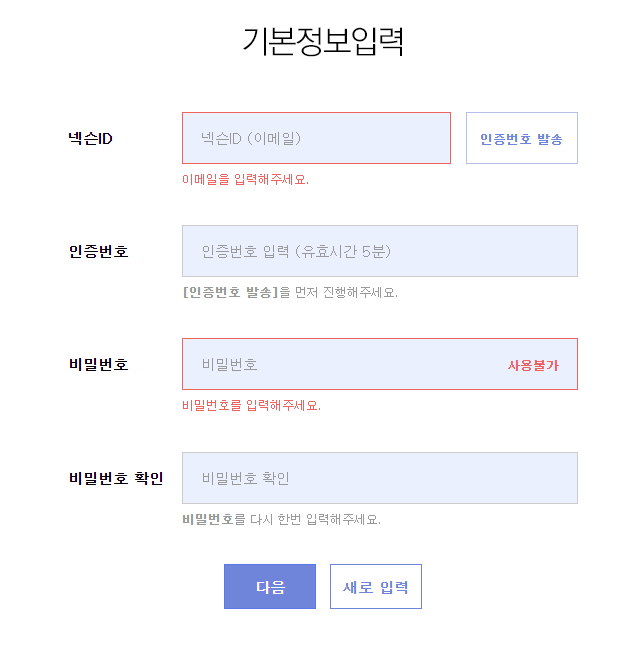 기본정보입력
넥슨ID
넥슨ID (이메일)
인증번호 발송
이메일을 입력해주세요.
인증번호
인증번호 입력 (유효시간 5분)
[인증번호 발송]을 먼저 진행해주세요.
비밀번호
비밀번호
사용불가
비밀번호를 입력해주세요.
비밀번호 확인
비밀번호 확인
비밀번호를 다시 한번 입력해주세요.
다음
새로 입력